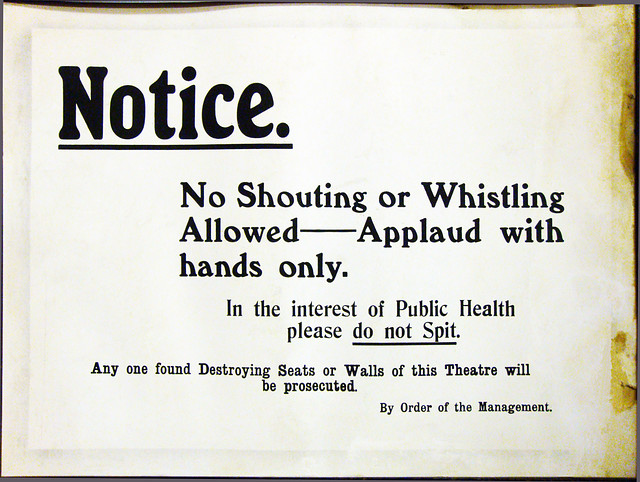 Notice.
No Shouting or Whistling
Allowed—Applaud with
hands only.
In the interest of Public Health
please do not Spit.
Any one found Destroying Seats or Walls of this Theatre will
be prosecuted.
By Order of the Management.